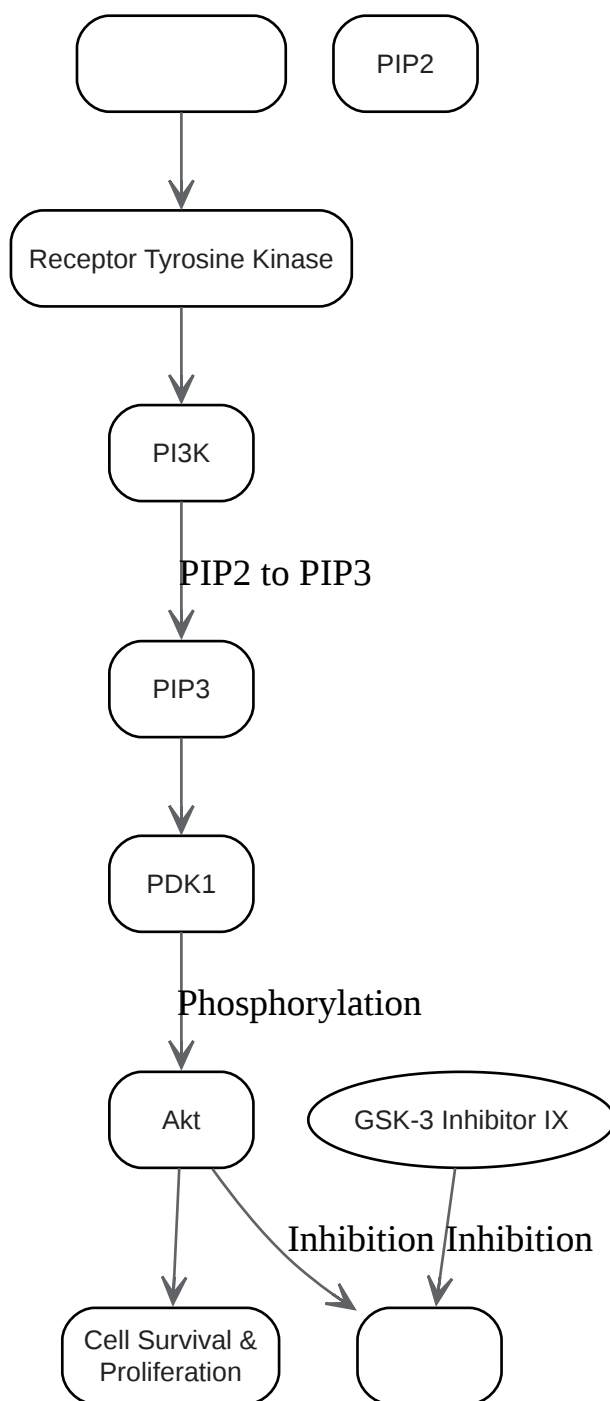 PIP2
Receptor Tyrosine Kinase
PI3K
PIP2 to PIP3
PIP3
PDK1
Phosphorylation
Akt
GSK-3 Inhibitor IX
Inhibition
Inhibition
Cell Survival &
Proliferation